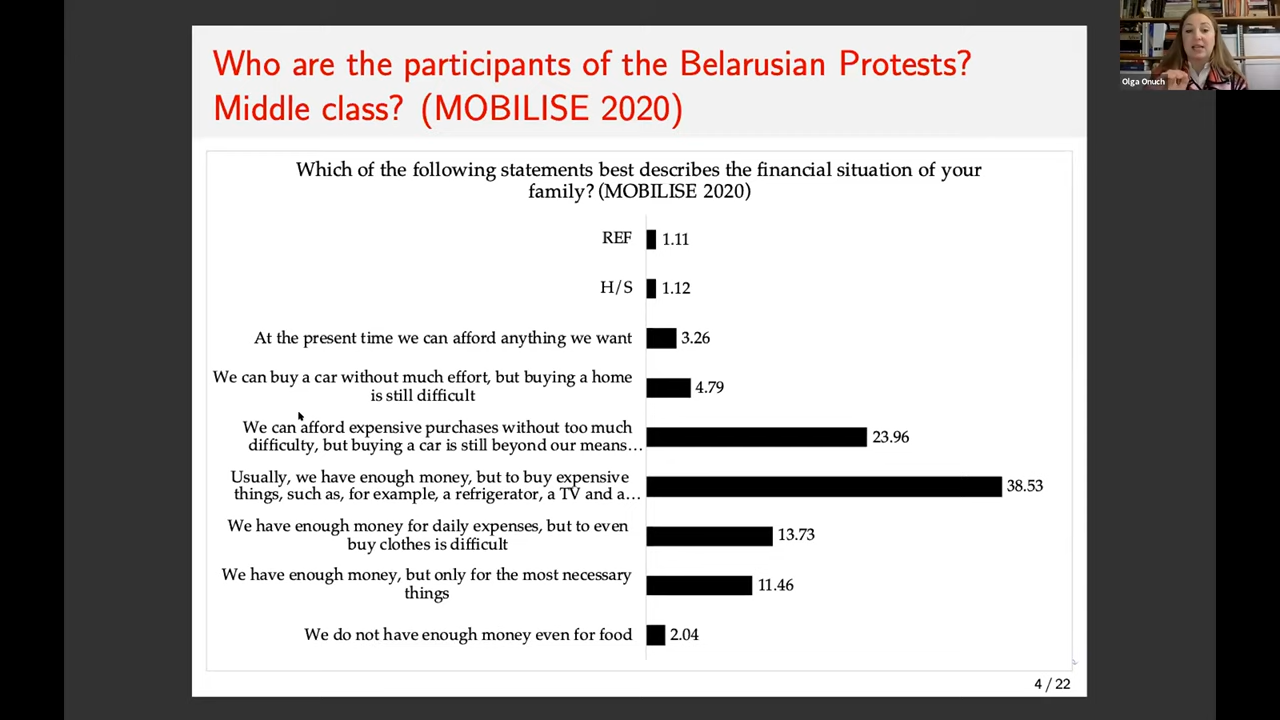 Who are the participants of the Belarusian Protests?
Middle class? (MOBILISE 2020)
Olga Onuch
Which of the following statements best describes the financial situation of your
family? (MOBILISE 2020)
REF
1.11
H/S
1.12
At the present time we can afford anything we want
3.26
We can buy a car without much effort, but buying a home
is still difficult
4.79
We can afford expensive purchases without too much
difficulty, but buying a car is still beyond our means…
23.96
Usually, we have enough money, but to buy expensive
things, such as, for example, a refrigerator, a TV and a…
38.53
We have enough money for daily expenses, but to even
buy clothes is difficult
13.73
We have enough money, but only for the most necessary
things
11.46
We do not have enough money even for food
2.04
4 / 22